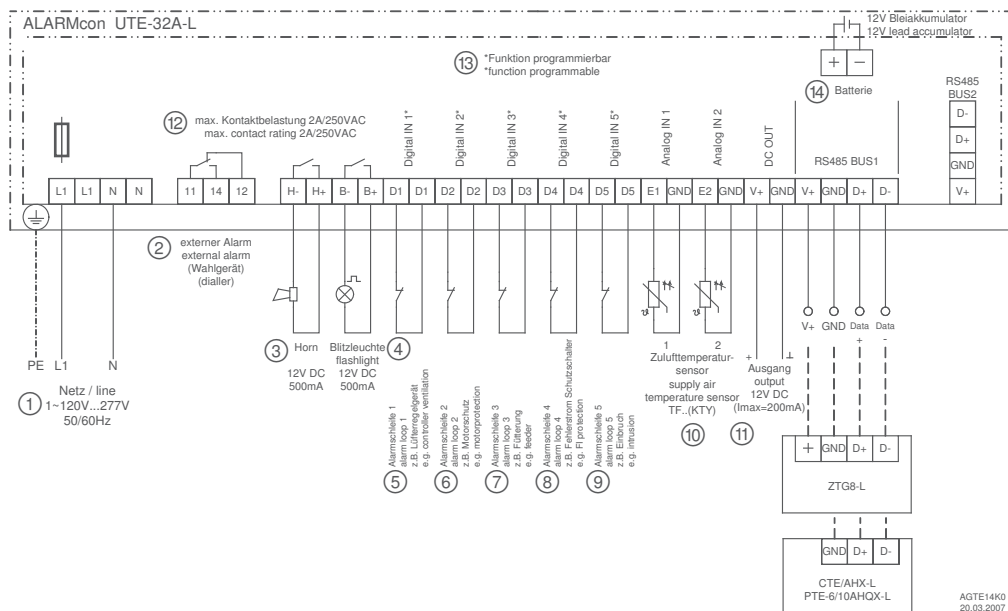 ALARMcon UTE-32A-L
12V Bleiakkumulator
12V lead accumulator
13
*Funktion programmierbar
*function programmable
+ −
14 Batterie
RS485
BUS2
D-
D+
GND
V+
12
max. Kontaktbelastung 2A/250VAC
max. contact rating 2A/250VAC
Digital IN 1*
Digital IN 2*
Digital IN 3*
Digital IN 4*
Digital IN 5*
Analog IN 1
Analog IN 2
DC OUT
RS485 BUS1
L1 L1 N N
11 14 12
H- H+ B- B+ D1 D1 D2 D2 D3 D3 D4 D4 D5 D5 E1 GND E2 GND V+ GND V+ GND D+ D-
2
externer Alarm
external alarm
(Wahlgerät)
(dialler)
PE L1 N
1
Netz / line
1~120V...277V
50/60Hz
3 Horn
12V DC
500mA
Blitzleuchte
flashlight
12V DC
500mA
4
Alarmschleife 1
alarm loop 1
z.B. Lüfterregelgerät
e.g. controller ventilation
5
Alarmschleife 2
alarm loop 2
z.B. Motorschutz
e.g. motorprotection
6
Alarmschleife 3
alarm loop 3
z.B. Fütterung
e.g. feeder
7
Alarmschleife 4
alarm loop 4
z.B. Fehlerstrom Schutzschalter
e.g. FI protection
8
Alarmschleife 5
alarm loop 5
z.B. Einbruch
e.g. intrusion
9
ϑ ϑ
1 2
Zulufttemperatur-
sensor
supply air
temperature sensor
TF..(KTY)
10
+ ⊥
Ausgang
output
12V DC
(Imax=200mA)
11
V+ GND Data + Data -
+ GND D+ D-
ZTG8-L
GND D+ D-
CTE/AHX-L
PTE-6/10AHQX-L
AGTE14K0
20.03.2007